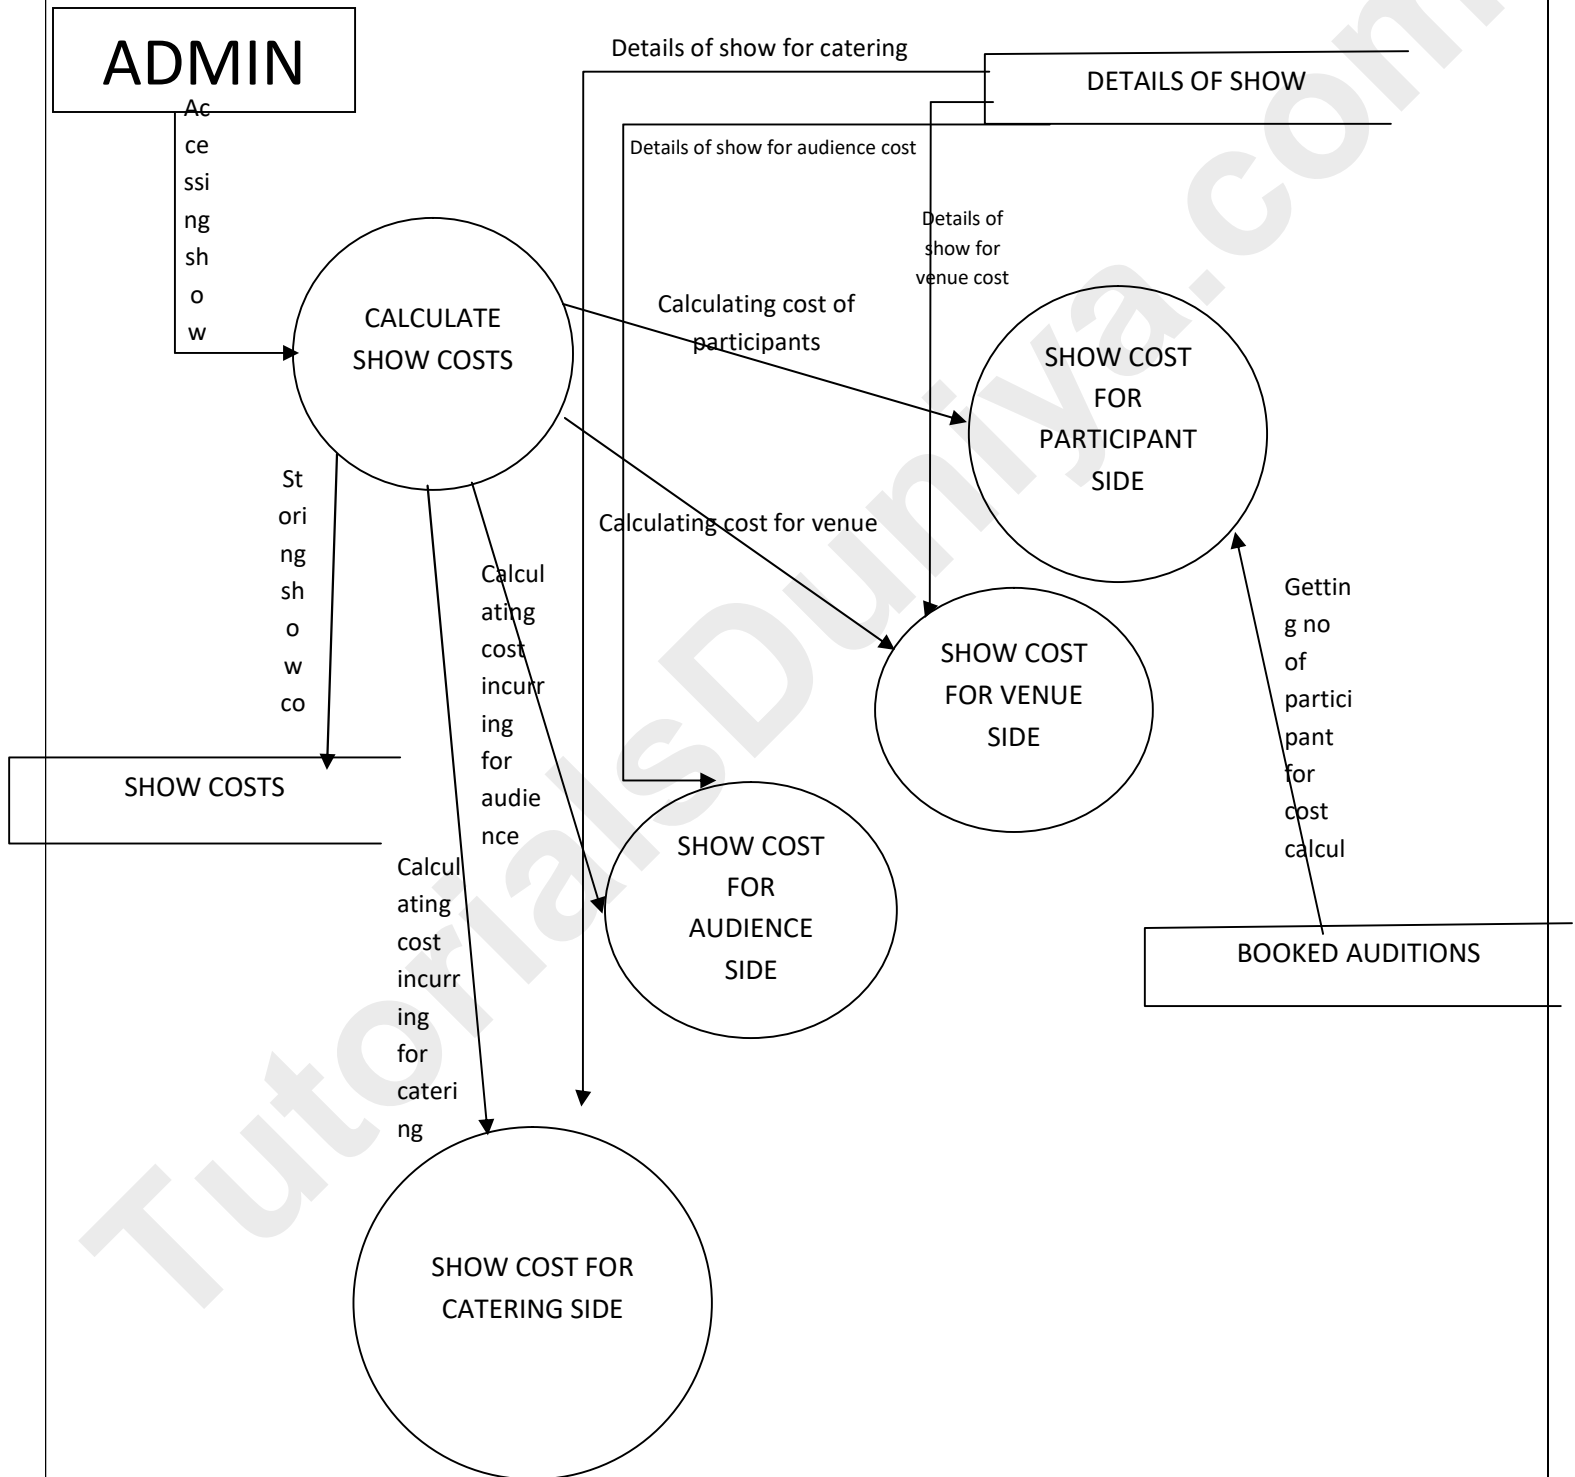 ADMIN
Ac
ce
ssi
ng
sh
o
w
Details of show for catering
DETAILS OF SHOW
Details of show for audience cost
Details of
show for
venue cost
CALCULATE
SHOW COSTS
Calculating cost of
participants
SHOW COST
FOR
PARTICIPANT
SIDE
St
ori
ng
sh
o
w
co
Calculating cost for venue
Calcul
ating
cost
incurr
ing
for
audie
nce
SHOW COST
FOR VENUE
SIDE
Gettin
g no
of
partici
pant
for
cost
calcul
SHOW COSTS
SHOW COST
FOR
AUDIENCE
SIDE
Calcul
ating
cost
incurr
ing
for
cateri
ng
BOOKED AUDITIONS
SHOW COST FOR
CATERING SIDE
TutorialsDuniya.com